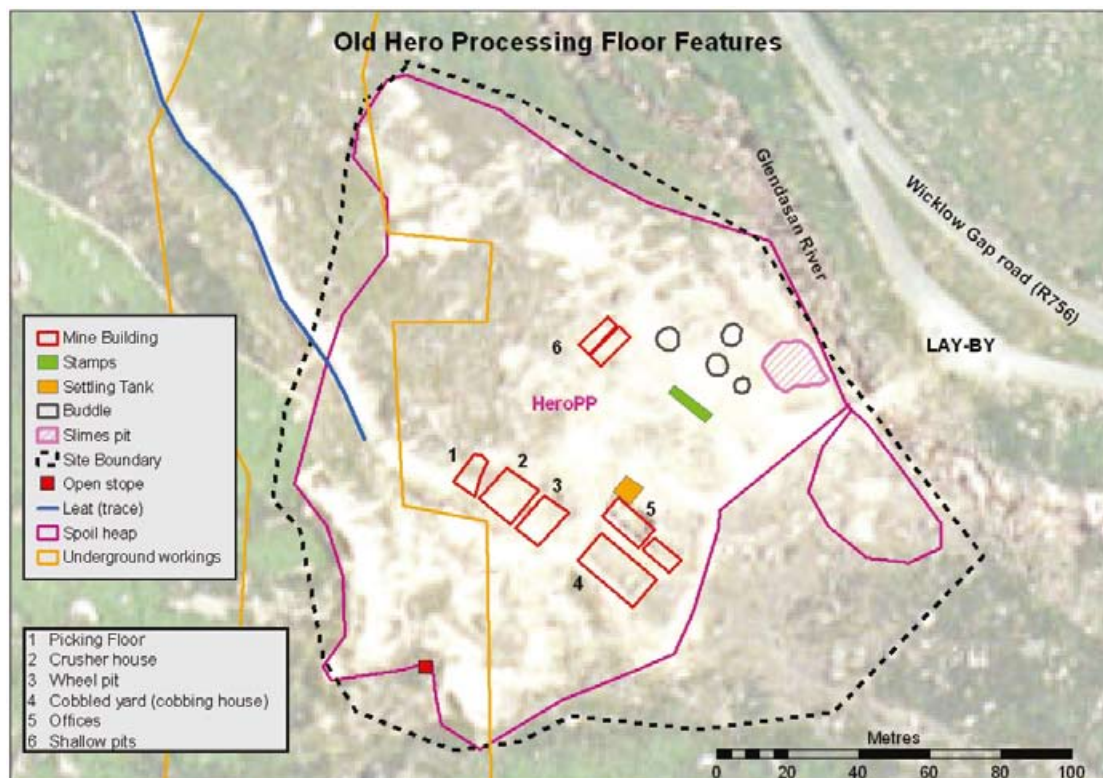 Old Hero Processing Floor Features
Glendasan River
Wicklow Gap road (R756)
LAY-BY
6
HeroPP
1
2
3
5
4
Mine Building
Stamps
Settling Tank
Buddle
Slimes pit
Site Boundary
Open stope
Leat (trace)
Spoil heap
Underground workings
1 Picking Floor
2 Crusher house
3 Wheel pit
4 Cobbled yard (cobbing house)
5 Offices
6 Shallow pits
Metres
0 20 40 60 80 100